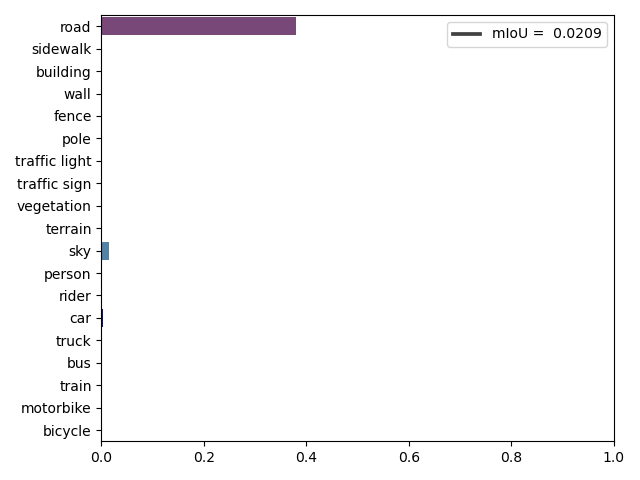 road
sidewalk
building
wall
fence
pole
traffic light
traffic sign
vegetation
terrain
sky
person
rider
car
truck
bus
train
motorbike
bicycle
mIoU =  0.0209
0.0 0.2 0.4 0.6 0.8 1.0